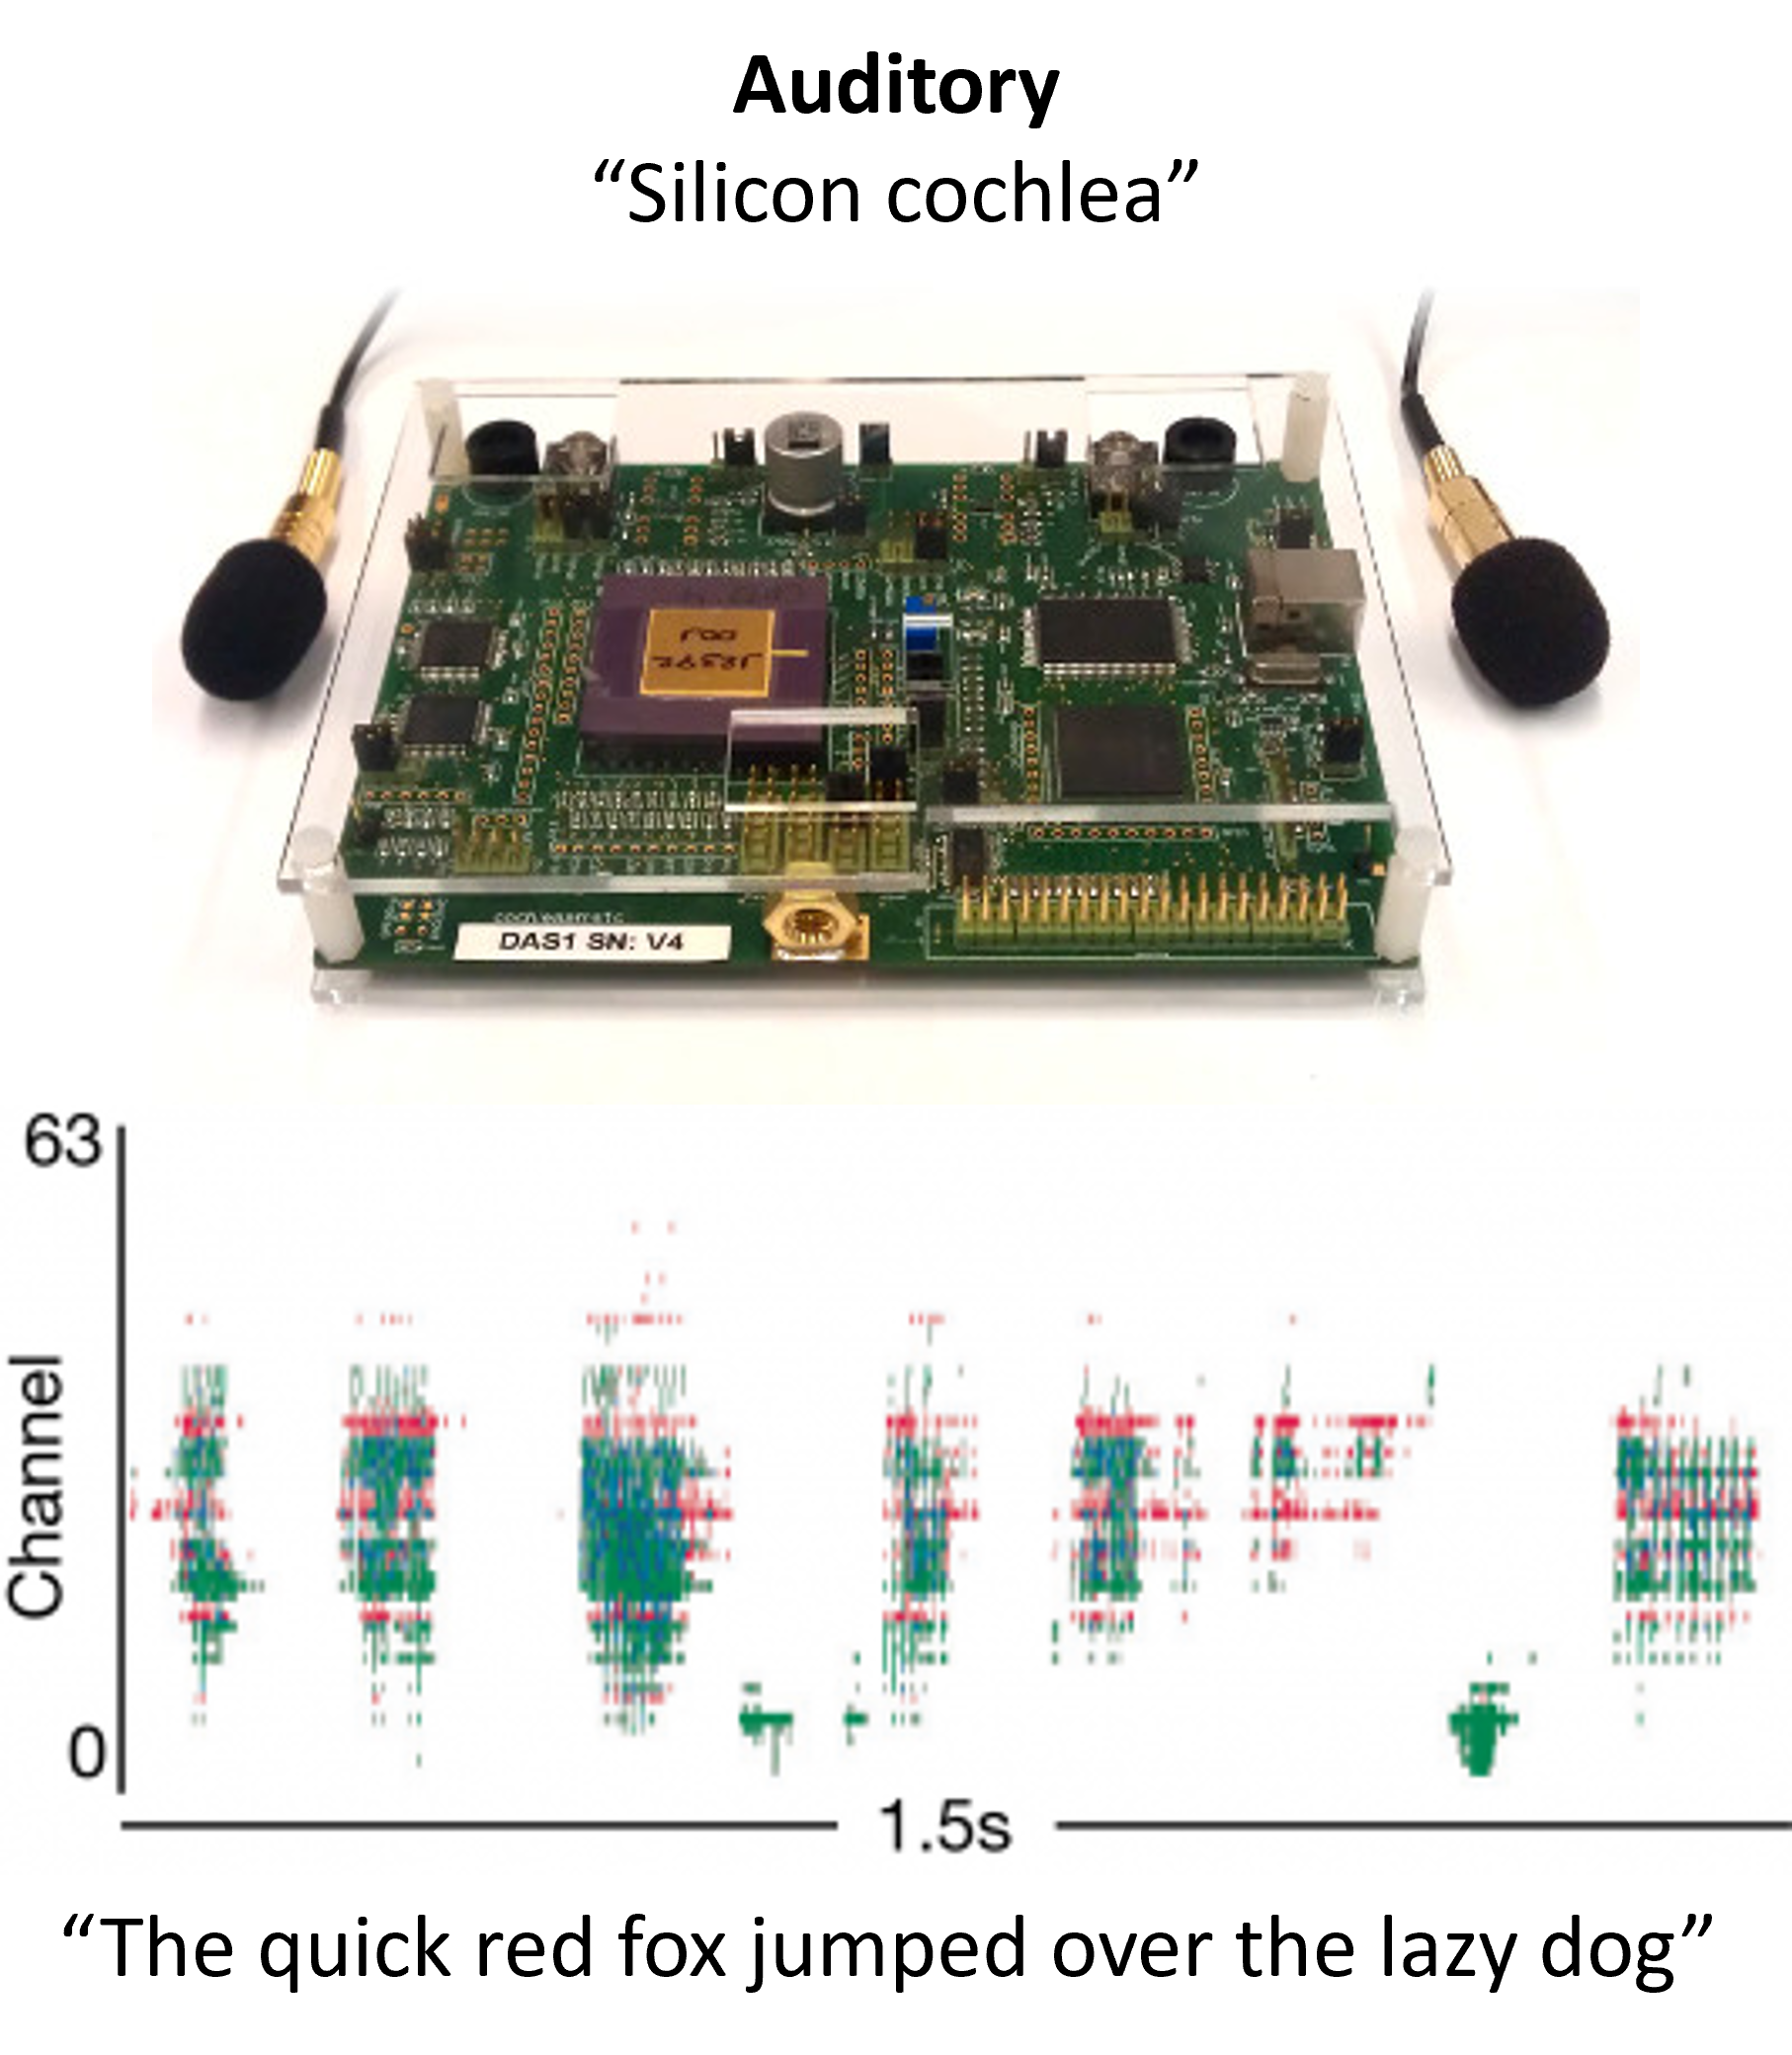 Auditory
“Silicon cochlea”
DAS1 SN: V4
63
Channel
0
1.5s
“The quick red fox jumped over the lazy dog”